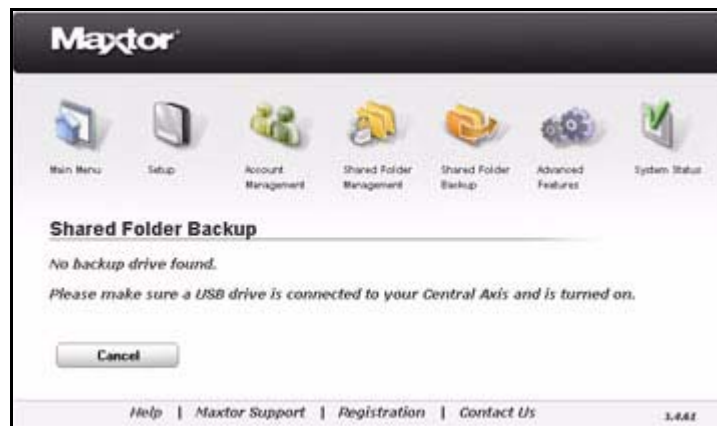 Maxtor
Main Menu
Setup
Account Management
Shared Folder Management
Shared Folder Backup
Advanced Features
System Status
Shared Folder Backup
No backup drive found.
Please make sure a USB drive is connected to your Central Axis and is turned on.
Cancel
Help | Maxtor Support | Registration | Contact Us